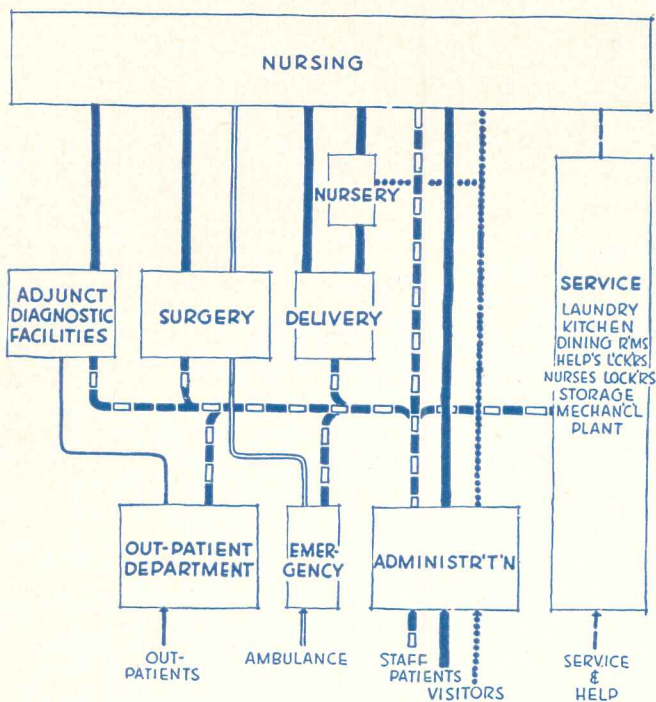 NURSING
NURSERY
ADJUNCT
DIAGNOSTIC
FACILITIES
SURGERY
DELIVERY
SERVICE
LAUNDRY
KITCHEN
DINING R'MS
HELP'S L'CK'RS
NURSES LOCK'RS
STORAGE
MECHAN'C'L
PLANT
OUT-PATIENT
DEPARTMENT
EMER-
GENCY
ADMINISTR'T'N
OUT-
PATIENTS
AMBULANCE
STAFF
PATIENTS
VISITORS
SERVICE
&
HELP